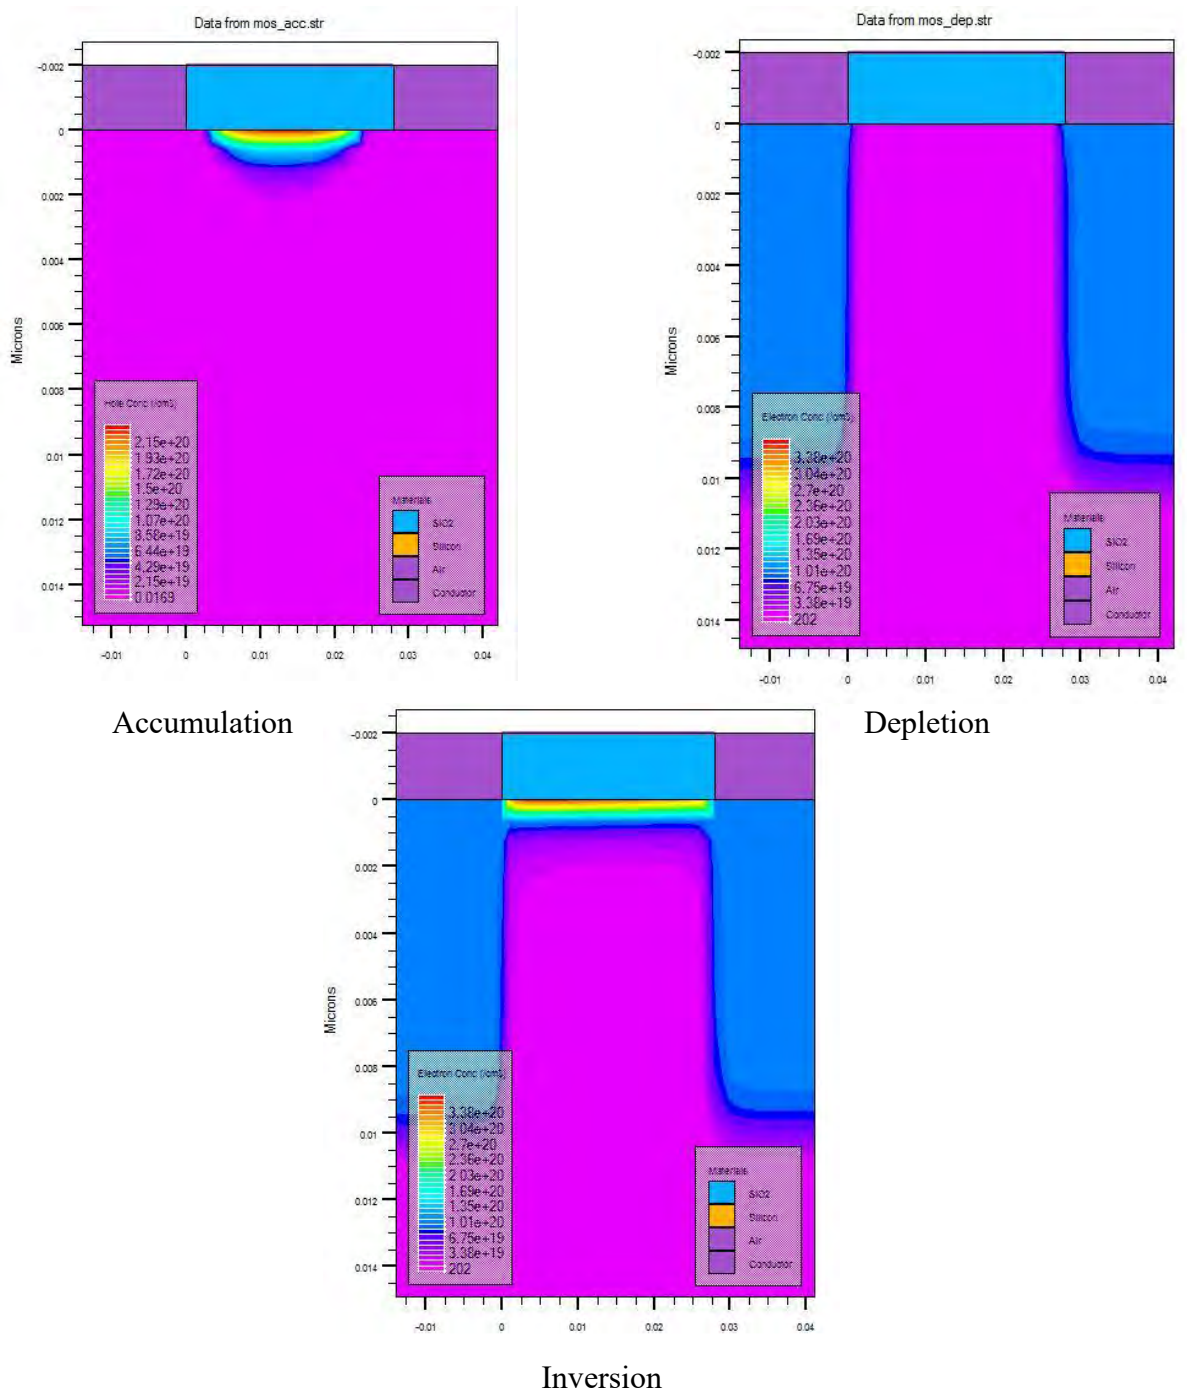 Data from mos_acc.str
-0.002
0
0.002
0.004
0.006
0.008
0.01
0.012
0.014
Microns
Hole Conc (/cm3)
2.15e+20
1.93e+20
1.72e+20
1.5e+20
1.29e+20
1.07e+20
8.58e+19
6.44e+19
4.29e+19
2.15e+19
0.0169
Materials
SiO2
Silicon
Air
Conductor
-0.01
0
0.01
0.02
0.03
0.04
Accumulation
Data from mos_dep.str
-0.002
0
0.002
0.004
0.006
0.008
0.01
0.012
0.014
Microns
Electron Conc (/cm3)
3.38e+20
3.04e+20
2.7e+20
2.36e+20
2.03e+20
1.69e+20
1.35e+20
1.01e+20
6.75e+19
3.38e+19
202
Materials
SiO2
Silicon
Air
Conductor
-0.01
0
0.01
0.02
0.03
0.04
Depletion
-0.002
0
0.002
0.004
0.006
0.008
0.01
0.012
0.014
Microns
Electron Conc (/cm3)
3.38e+20
3.04e+20
2.7e+20
2.36e+20
2.03e+20
1.69e+20
1.35e+20
1.01e+20
6.75e+19
3.38e+19
202
Materials
SiO2
Silicon
Air
Conductor
-0.01
0
0.01
0.02
0.03
0.04
Inversion